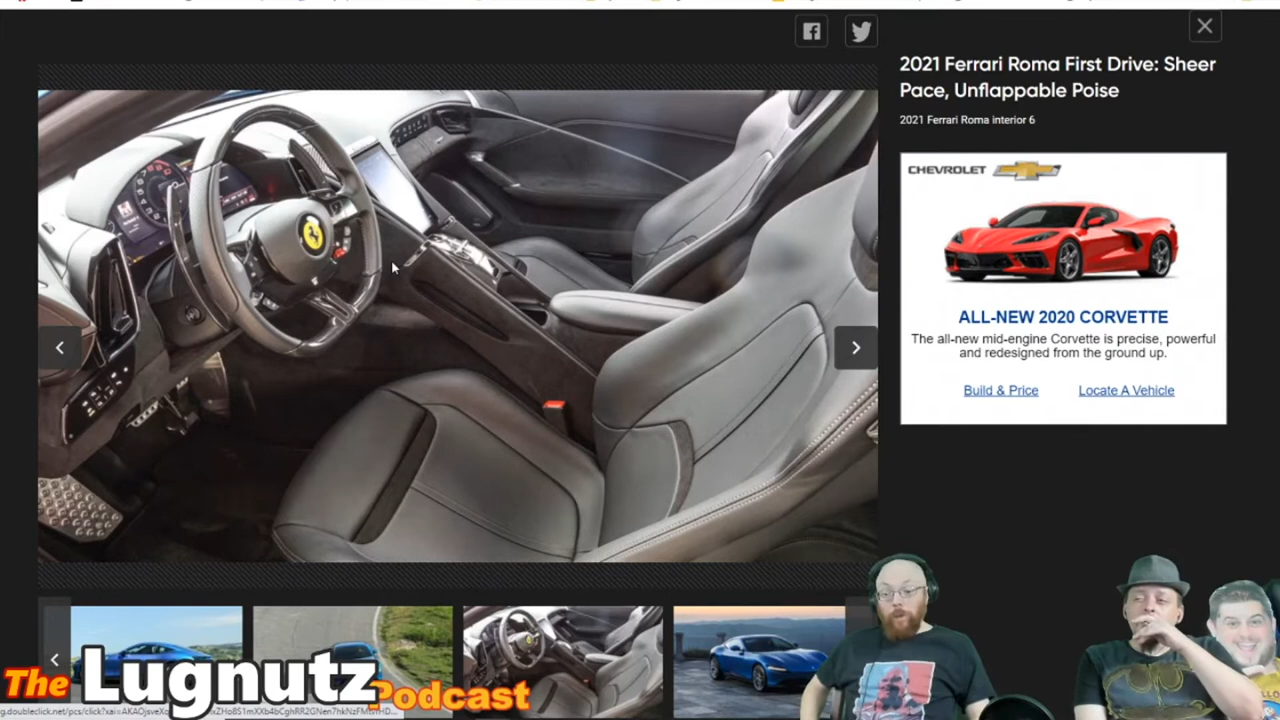 2021 Ferrari Roma First Drive: Sheer
Pace, Unflappable Poise
2021 Ferrari Roma interior 6
CHEVROLET
ALL-NEW 2020 CORVETTE
The all-new mid-engine Corvette is precise, powerful
and redesigned from the ground up.
Build & Price
Locate A Vehicle
The Lugnutz
Podcast